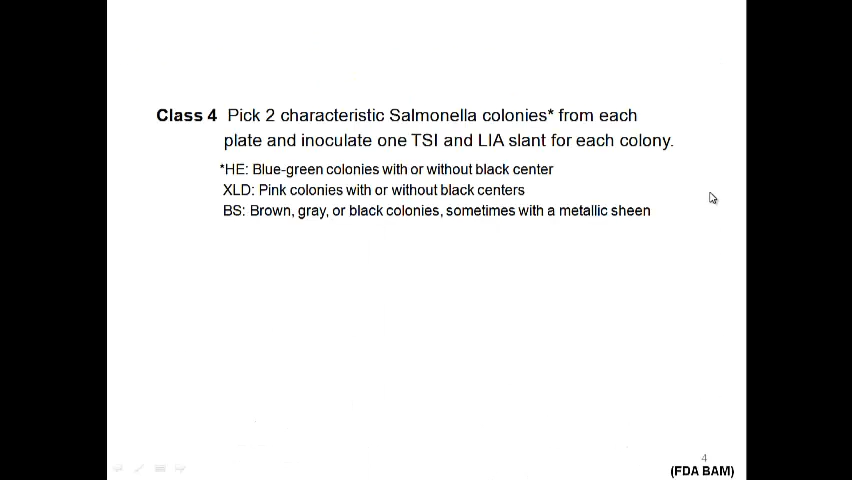 Class 4 Pick 2 characteristic Salmonella colonies* from each
plate and inoculate one TSI and LIA slant for each colony.
*HE: Blue-green colonies with or without black center
XLD: Pink colonies with or without black centers
BS: Brown, gray, or black colonies, sometimes with a metallic sheen
4
(FDA BAM)